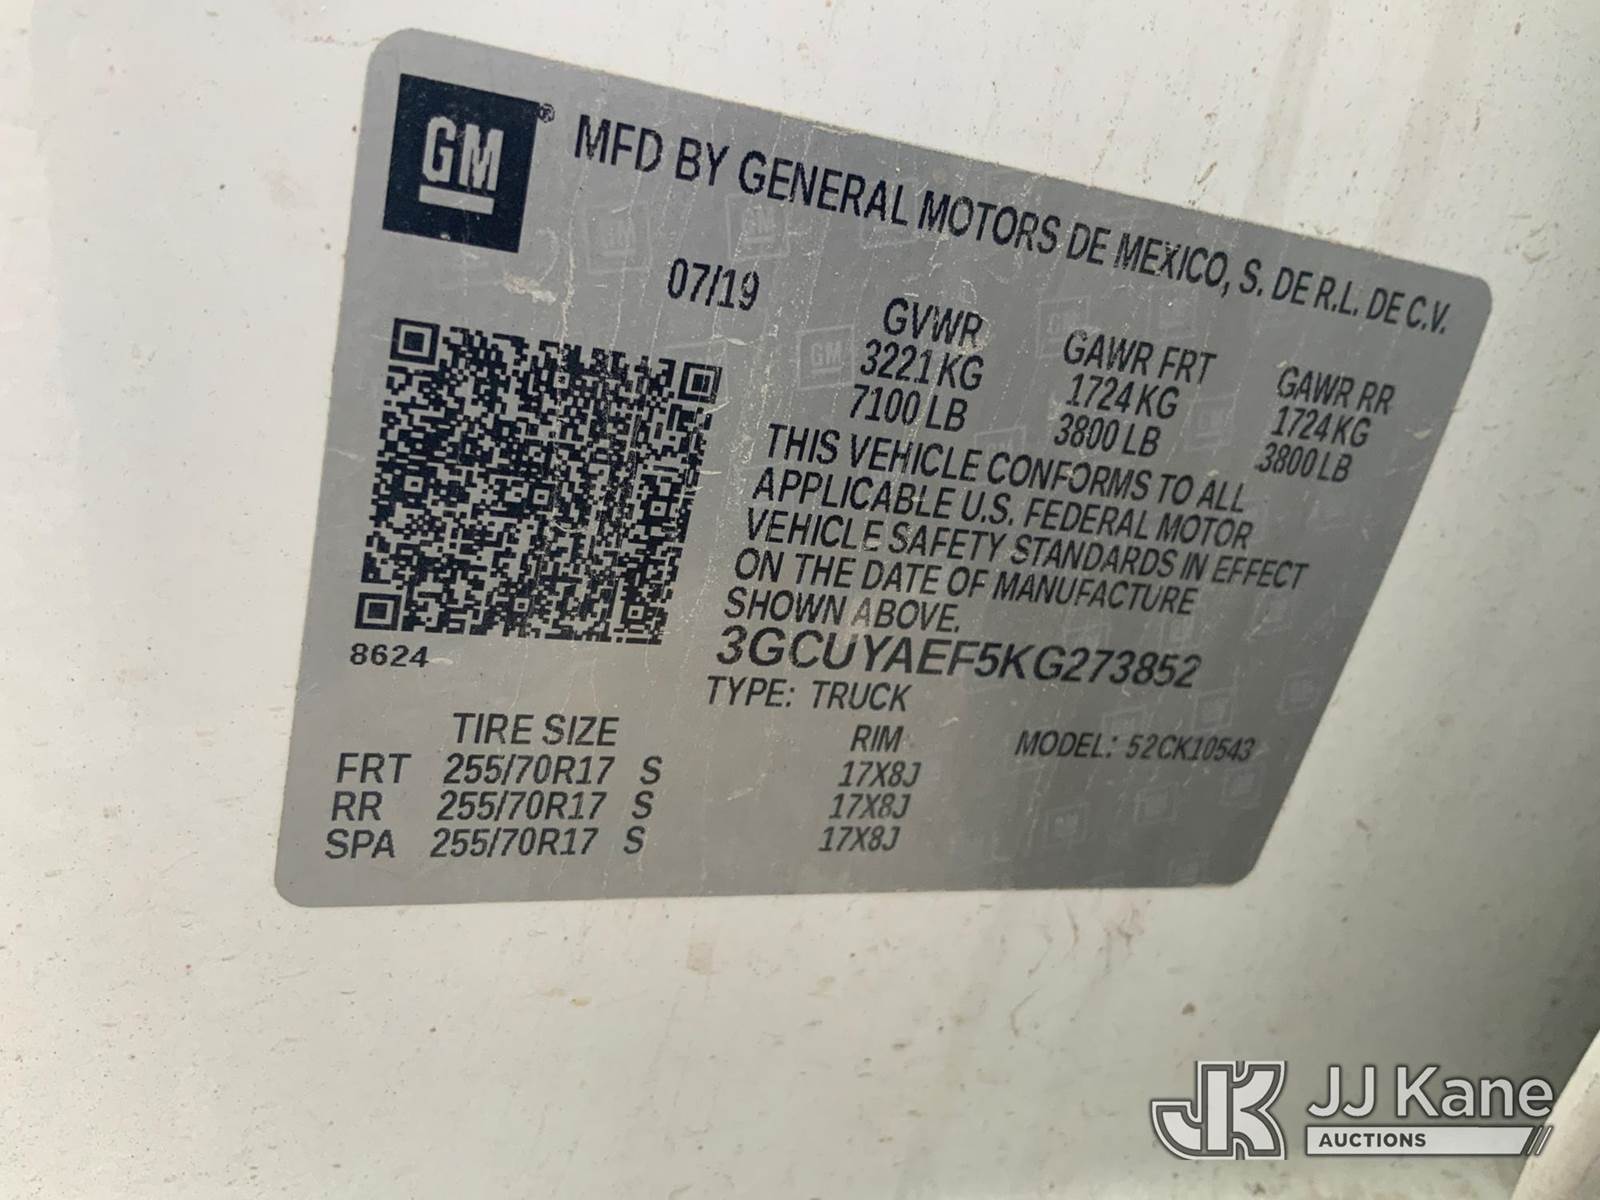 GM ®
MFD BY GENERAL MOTORS DE MEXICO, S. DE R.L. DE C.V.
07/19
GVWR GAWR FRT GAWR RR
3221 KG 1724 KG 1724 KG
7100 LB 3800 LB 3800 LB
THIS VEHICLE CONFORMS TO ALL
APPLICABLE U.S. FEDERAL MOTOR
VEHICLE SAFETY STANDARDS IN EFFECT
ON THE DATE OF MANUFACTURE
SHOWN ABOVE.
3GCUYAEF5KG273852
8624
TYPE: TRUCK
TIRE SIZE RIM MODEL: 52CK10543
FRT 255/70R17 S 17X8J
RR 255/70R17 S 17X8J
SPA 255/70R17 S 17X8J
JK JJ Kane
AUCTIONS